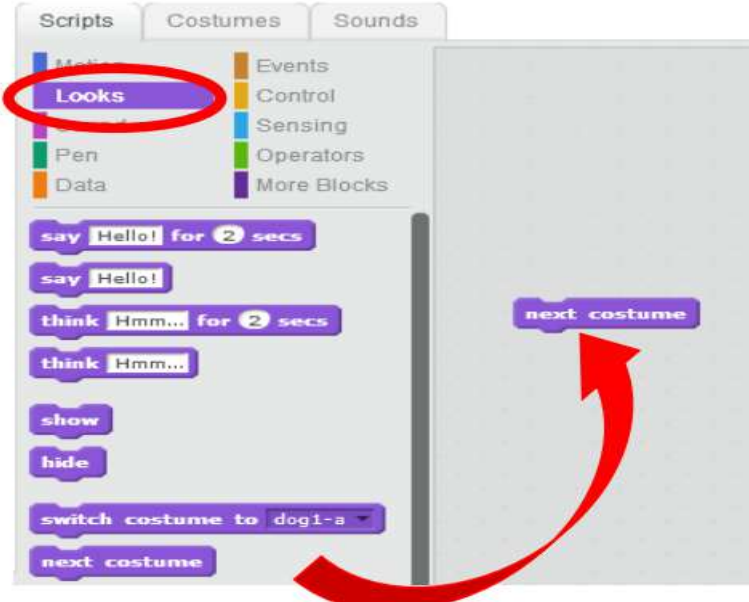 Scripts Costumes Sounds
Events
Looks Control
Sensing
Pen Operators
Data More Blocks
say Hello! for 2 secs
say Hello!
think Hmm... for 2 secs
think Hmm...
next costume
show
hide
switch costume to dog1-a
next costume